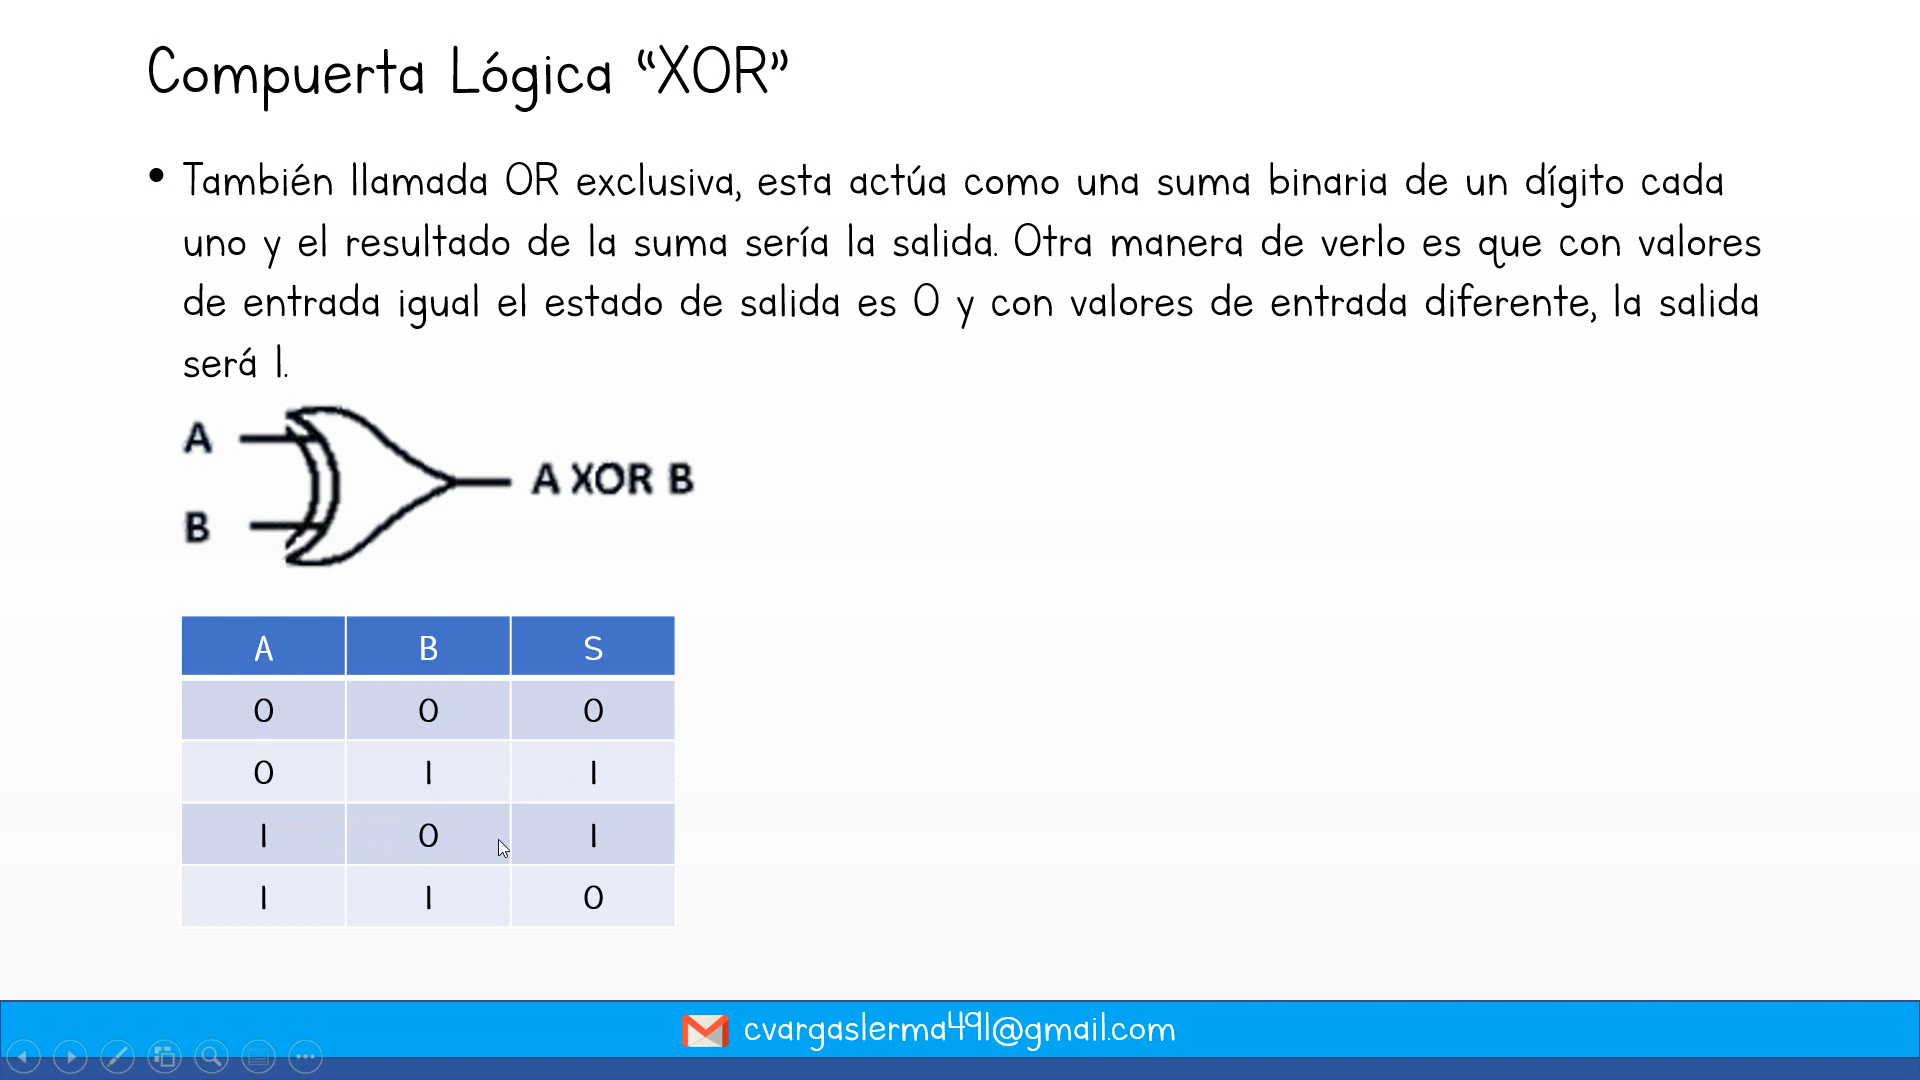 Compuerta Lógica “XOR”
• También llamada OR exclusiva, esta actúa como una suma binaria de un dígito cada
uno y el resultado de la suma sería la salida. Otra manera de verlo es que con valores
de entrada igual el estado de salida es 0 y con valores de entrada diferente, la salida
será 1.
A
A XOR B
B
A B S
0 0 0
0 1 1
1 0 1
1 1 0
cvargaslerma491@gmail.com